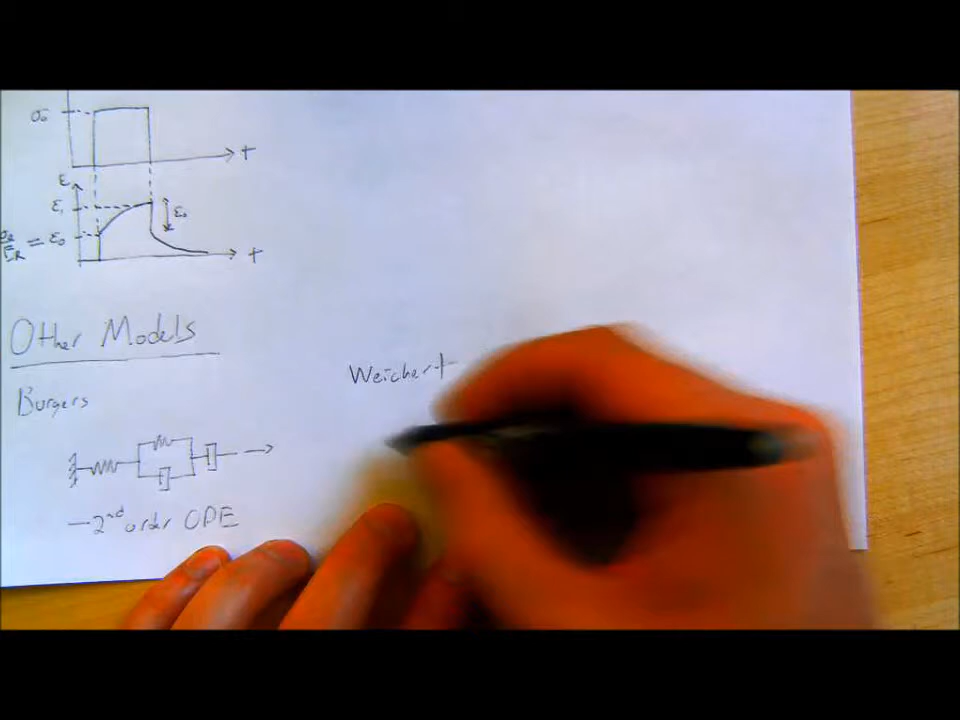 σ₀
t
ε
ε₁
ε₀
= ε₀
t
Other Models
Weichert
Burgers
— 2nd order ODE